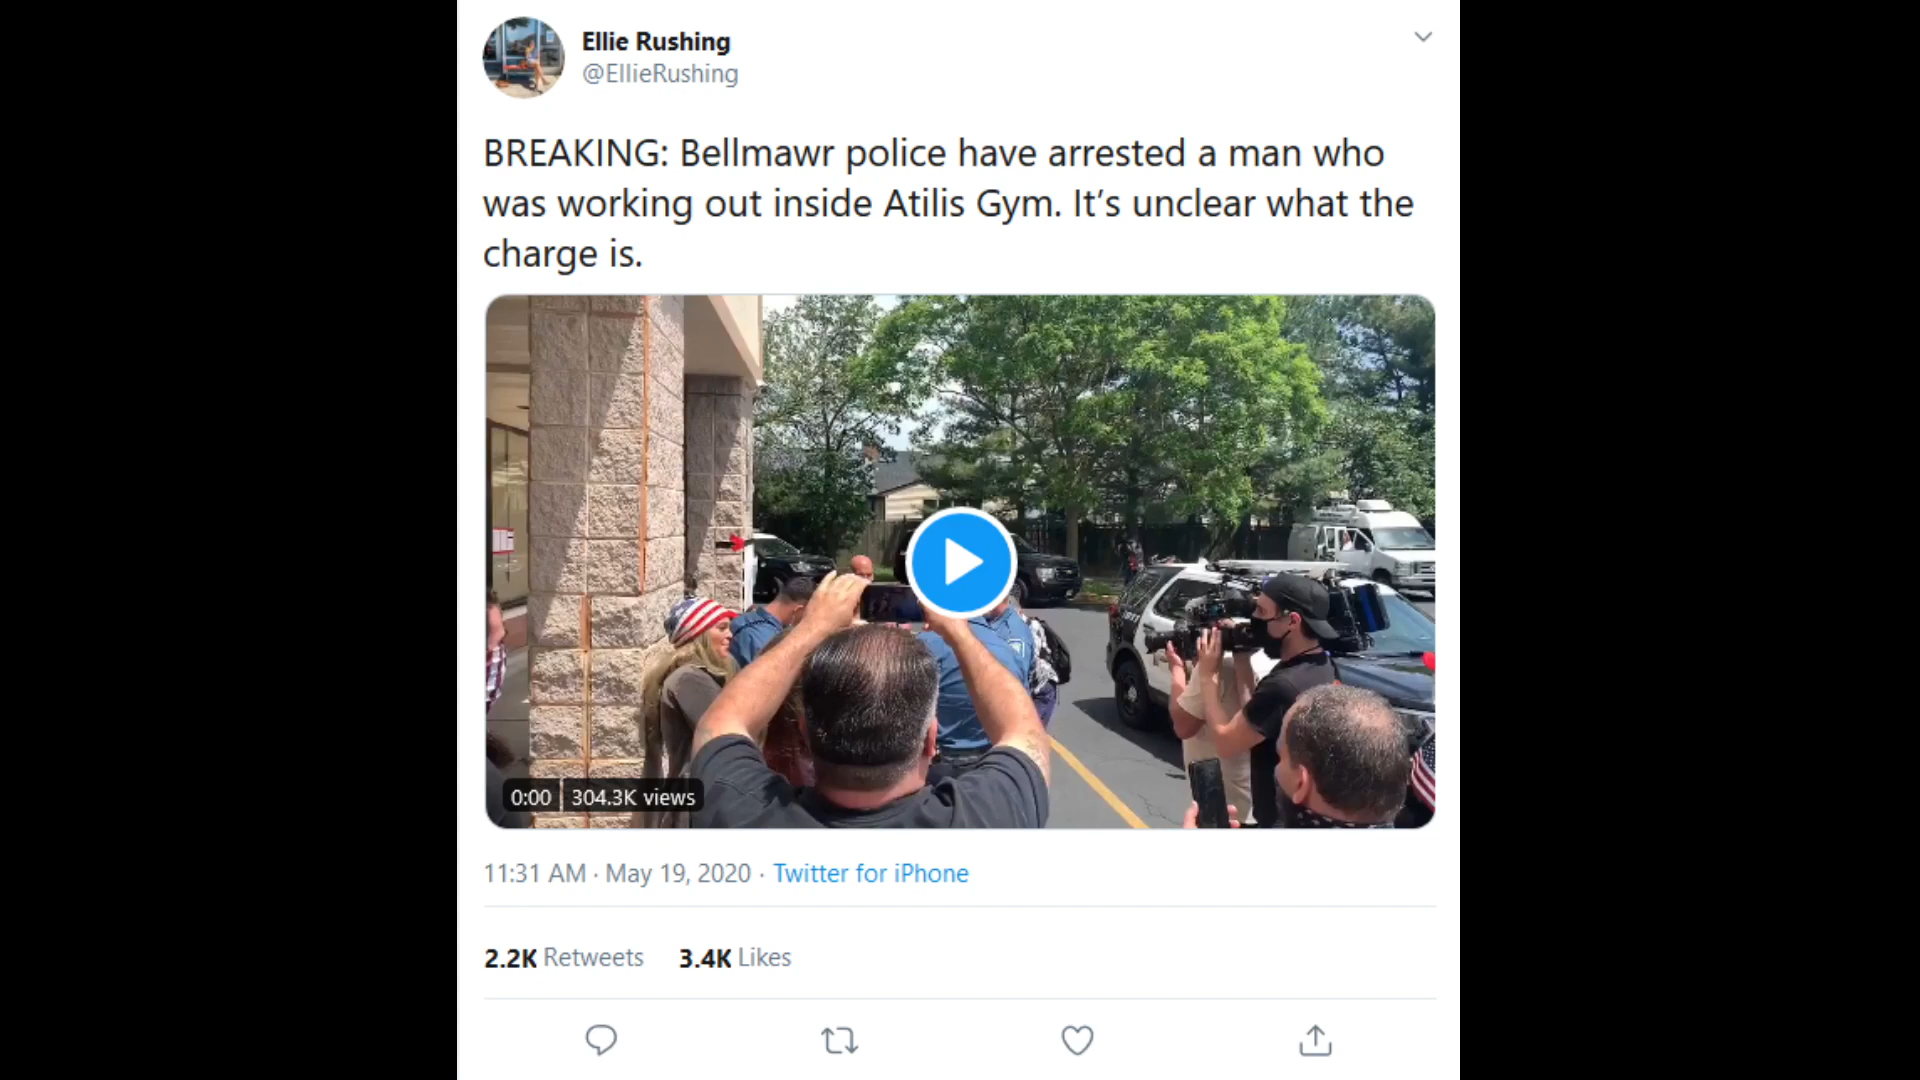 Ellie Rushing
@EllieRushing
BREAKING: Bellmawr police have arrested a man who
was working out inside Atilis Gym. It’s unclear what the
charge is.
0:00 304.3K views
11:31 AM · May 19, 2020 · Twitter for iPhone
2.2K Retweets 3.4K Likes